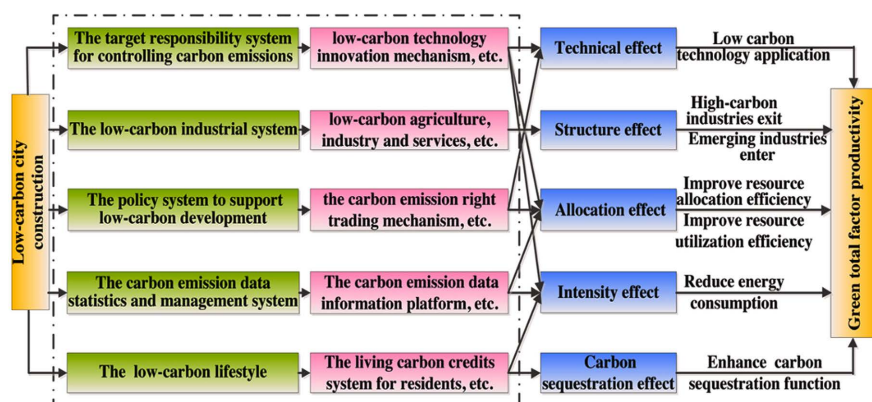 Low-carbon city
construction
The target responsibility system
for controlling carbon emissions
low-carbon technology
innovation mechanism, etc.
Technical effect
Low carbon
technology application
The low-carbon industrial system
low-carbon agriculture,
industry and services, etc.
Structure effect
High-carbon
industries exit
Emerging industries
enter
The policy system to support
low-carbon development
the carbon emission right
trading mechanism, etc.
Allocation effect
Improve resource
allocation efficiency
Improve resource
utilization efficiency
The carbon emission data
statistics and management system
The carbon emission data
information platform, etc.
Intensity effect
Reduce energy
consumption
The low-carbon lifestyle
The living carbon credits
system for residents, etc.
Carbon
sequestration effect
Enhance carbon
sequestration function
Green total factor productivity